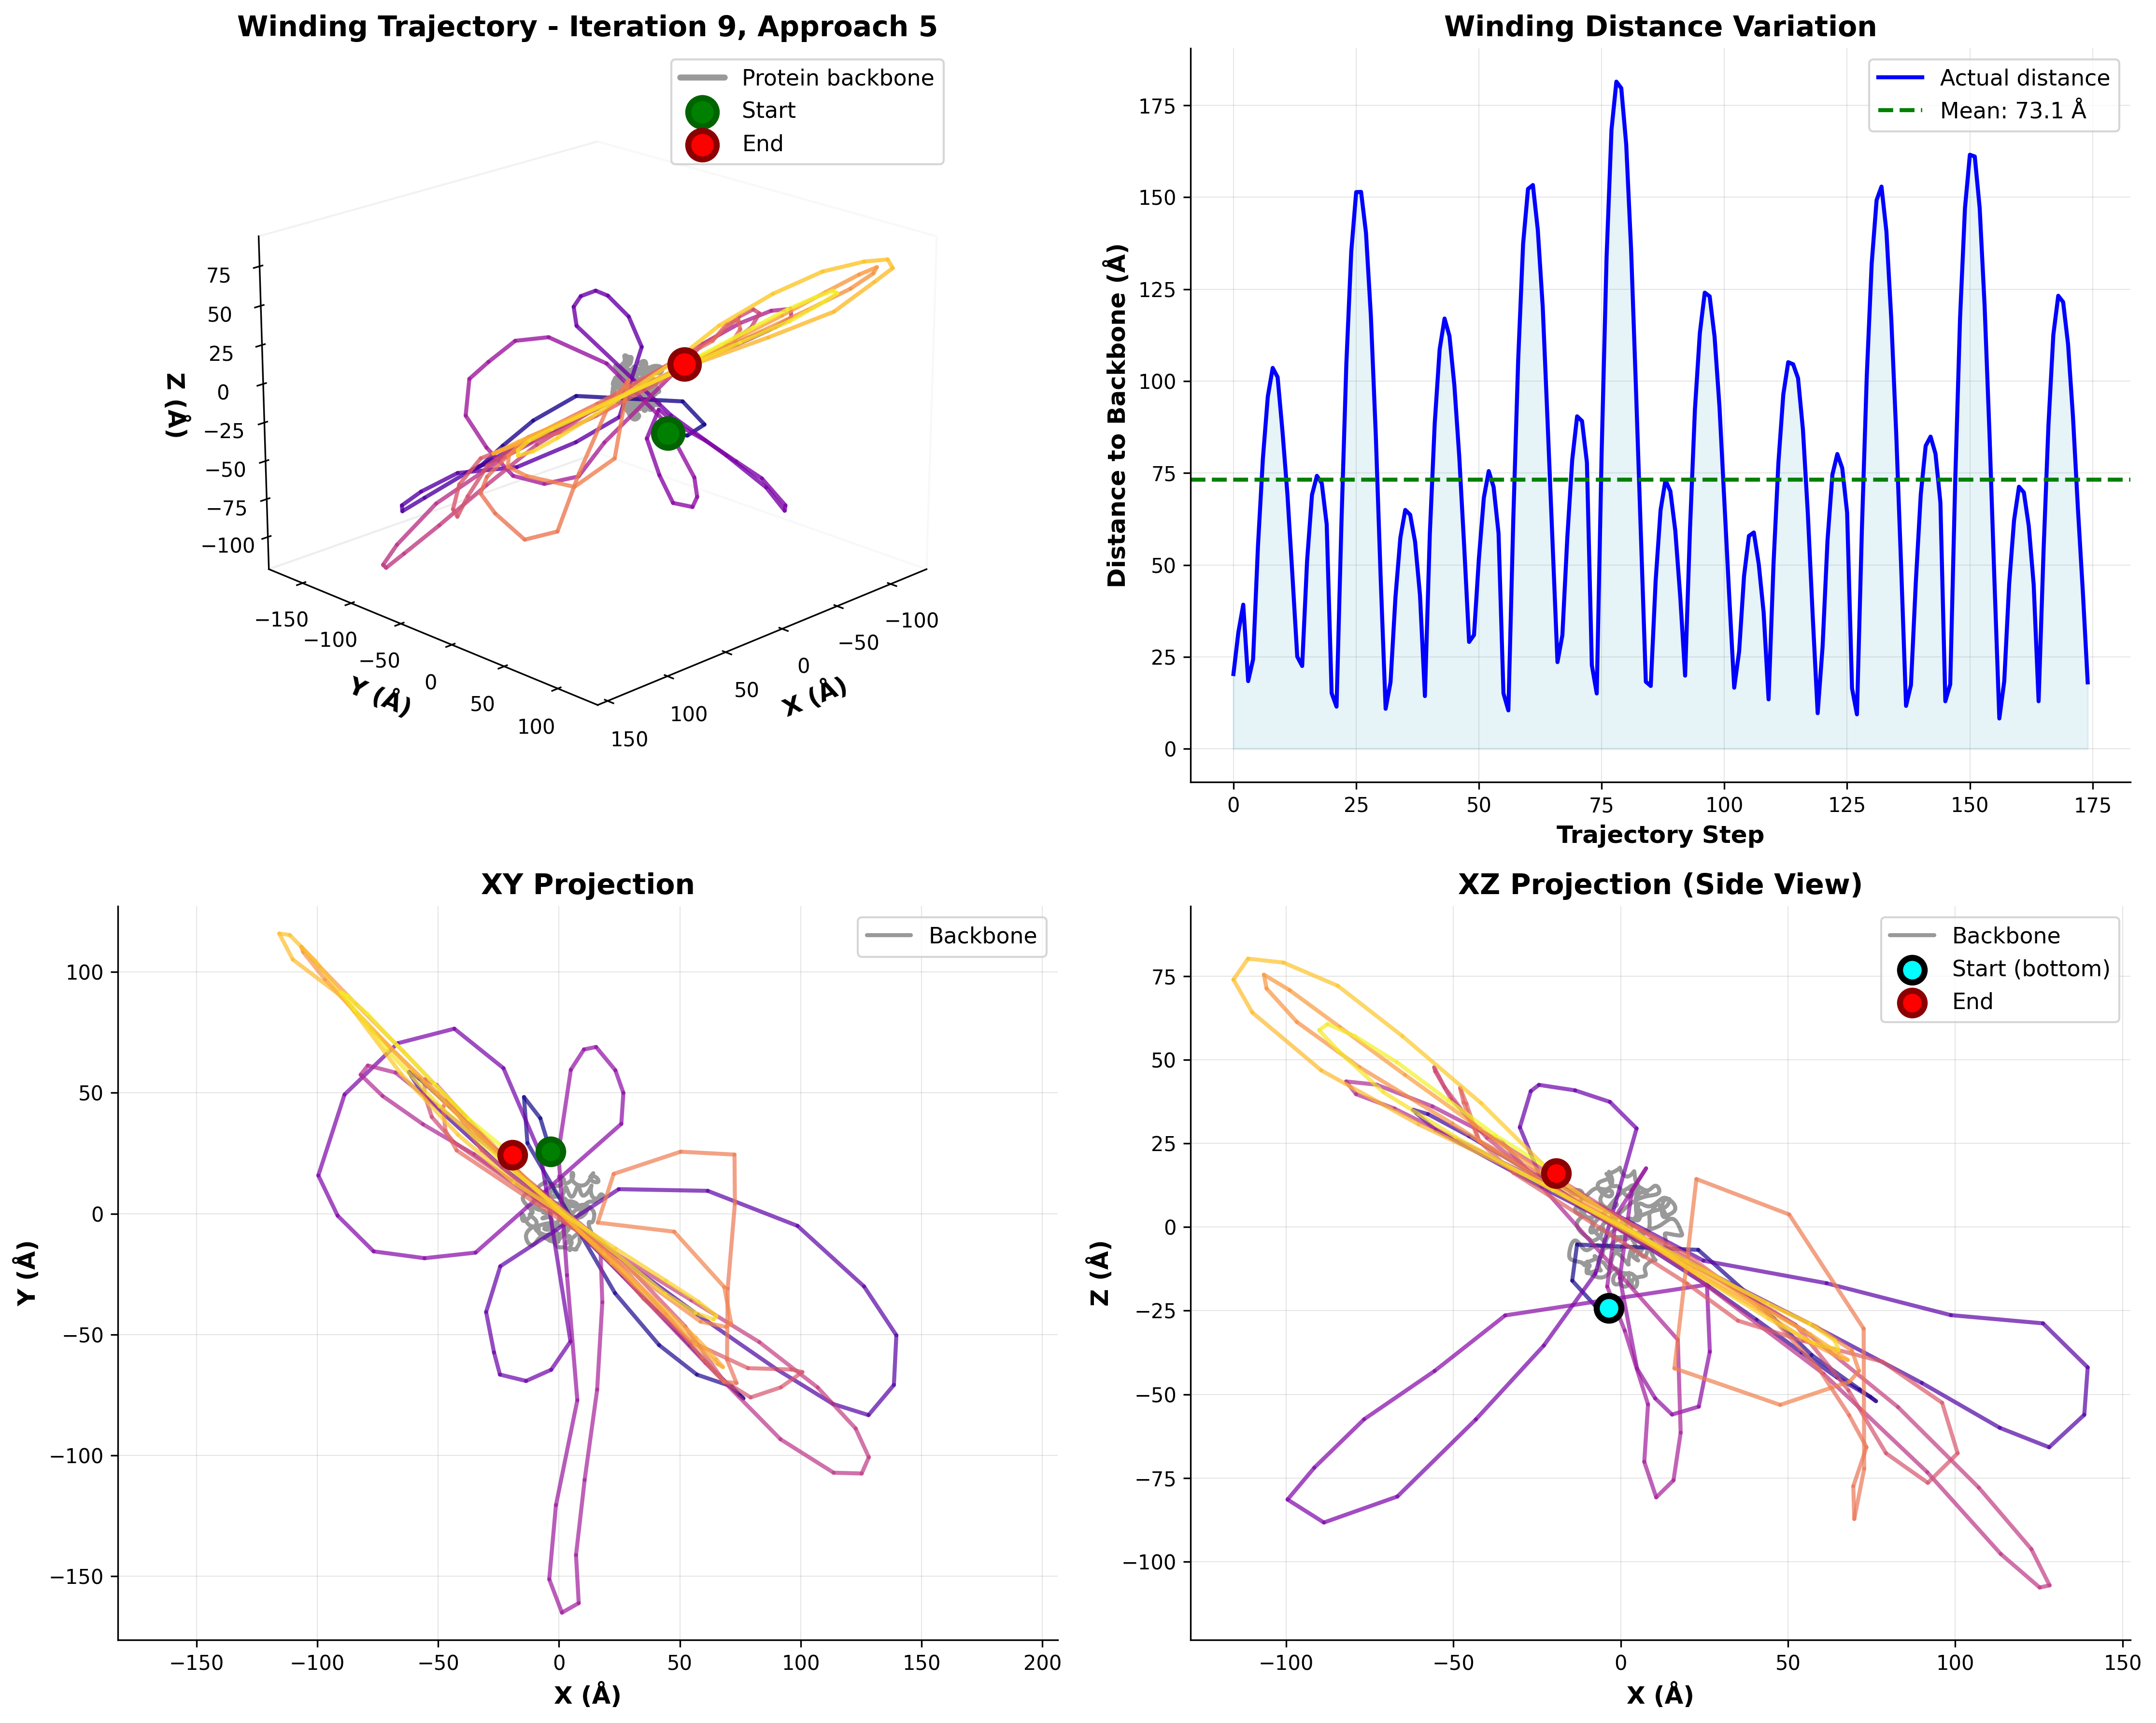 Winding Trajectory - Iteration 9, Approach 5
Protein backbone
Start
End
75
50
25
0
−25
−50
−75
−100
Z (Å)
−150
−100
−50
0
50
100
Y (Å)
−100
−50
0
50
100
150
X (Å)
Winding Distance Variation
Actual distance
Mean: 73.1 Å
175
150
125
100
75
50
25
0
Distance to Backbone (Å)
0 25 50 75 100 125 150 175
Trajectory Step
XY Projection
Backbone
100
50
0
−50
−100
−150
Y (Å)
−150 −100 −50 0 50 100 150 200
X (Å)
XZ Projection (Side View)
Backbone
Start (bottom)
End
75
50
25
0
−25
−50
−75
−100
Z (Å)
−100 −50 0 50 100 150
X (Å)